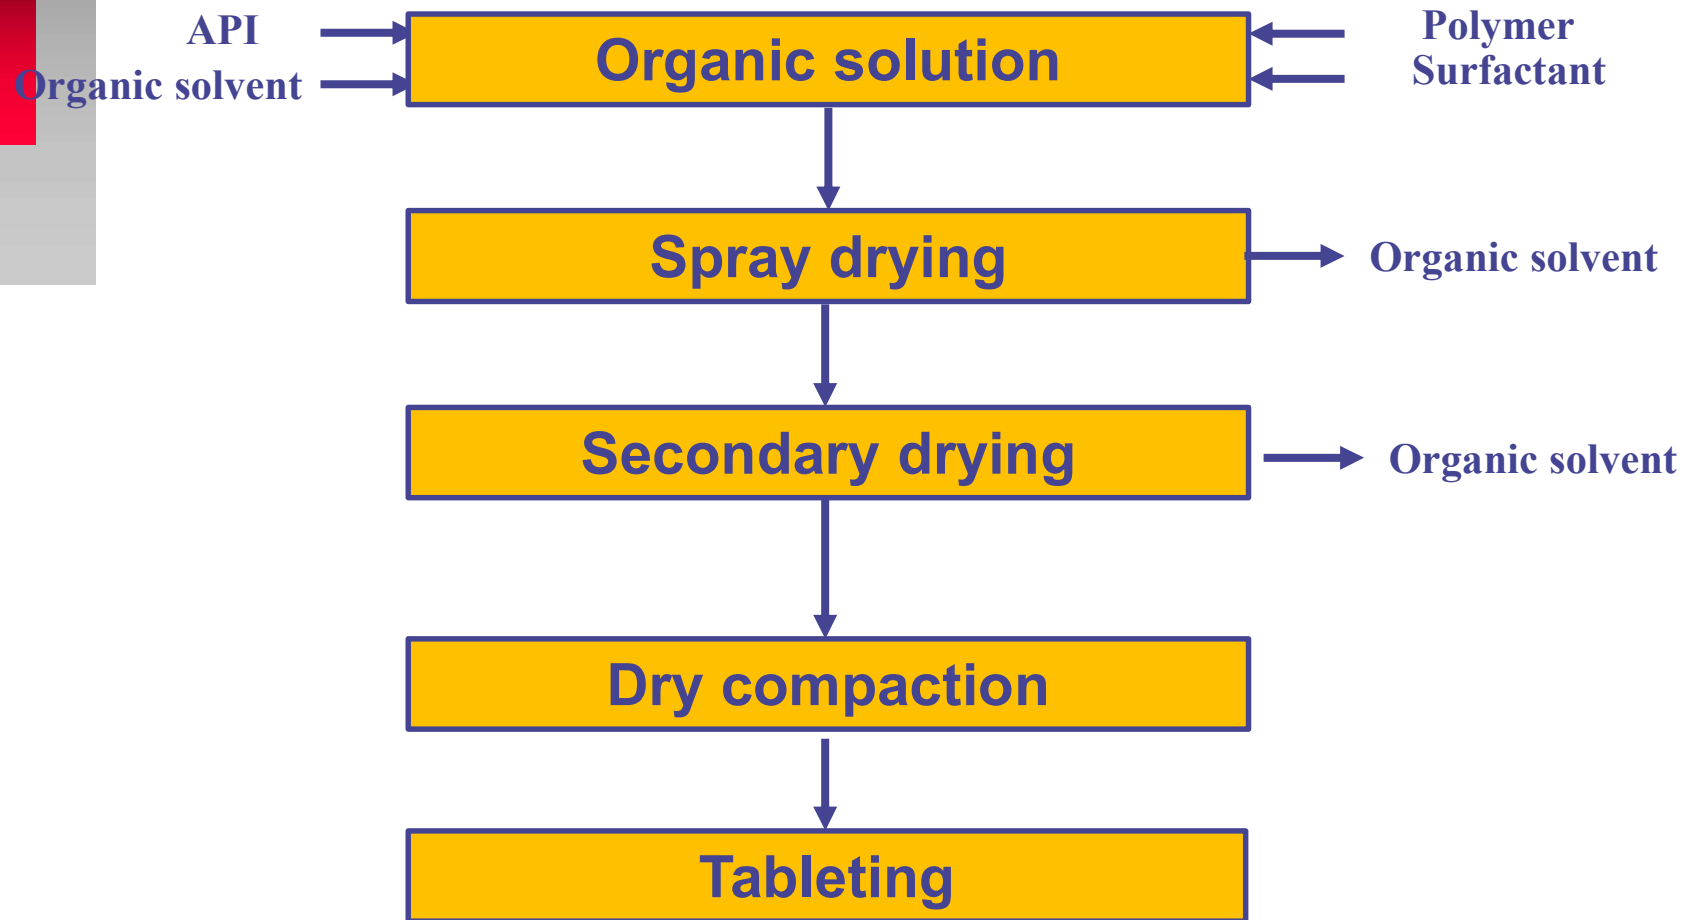 API
Organic solvent
Organic solution
Polymer
Surfactant
Spray drying
Organic solvent
Secondary drying
Organic solvent
Dry compaction
Tableting